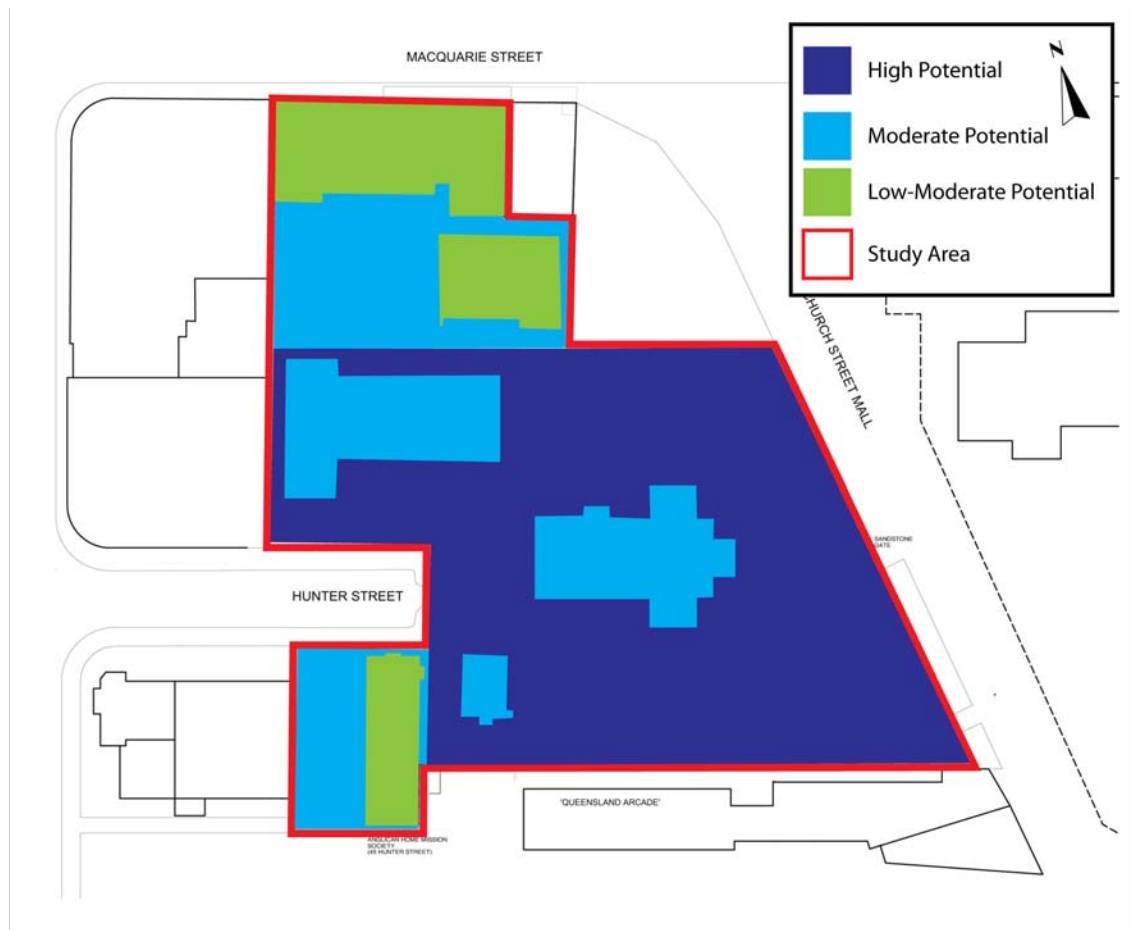 MACQUARIE STREET
N
High Potential
Moderate Potential
Low-Moderate Potential
Study Area
CHURCH STREET MALL
SANDSTONE
GATE
HUNTER STREET
'QUEENSLAND ARCADE'
ANGLICAN HOME MISSION
SOCIETY
(45 HUNTER STREET)